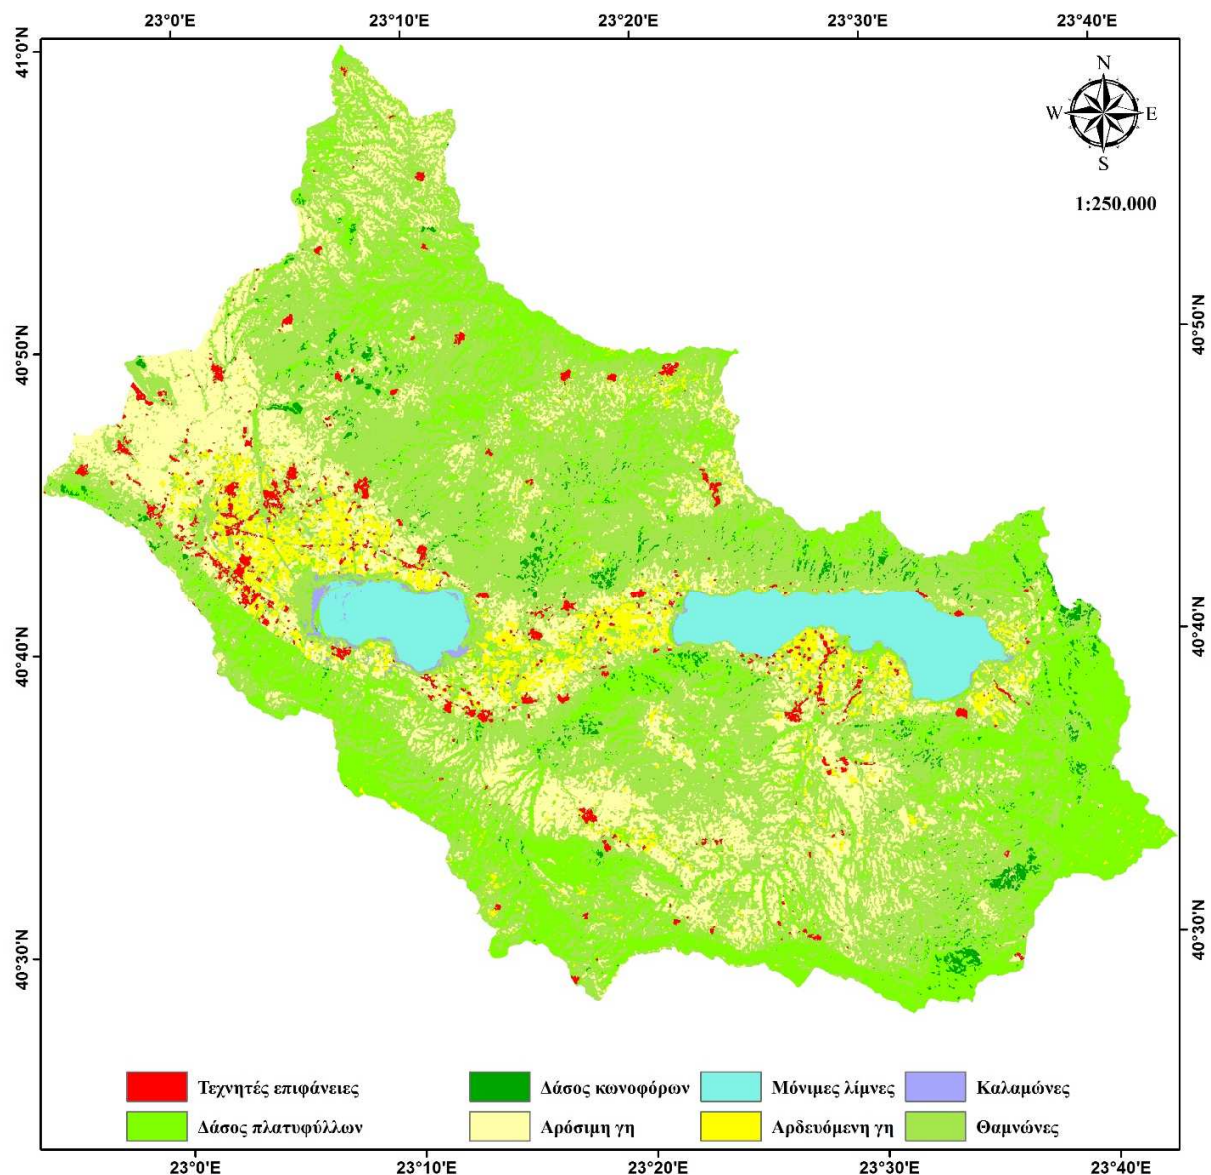 23°0'E 23°10'E 23°20'E 23°30'E 23°40'E
41°0'N
N
W E
S
1:250.000
40°50'N 40°50'N
40°40'N 40°40'N
40°30'N 40°30'N
Τεχνητές επιφάνειες Δάσος κωνοφόρων Μόνιμες λίμνες Καλαμώνες
Δάσος πλατυφύλλων Αρόσιμη γη Αρδευόμενη γη Θαμνώνες
23°0'E 23°10'E 23°20'E 23°30'E 23°40'E